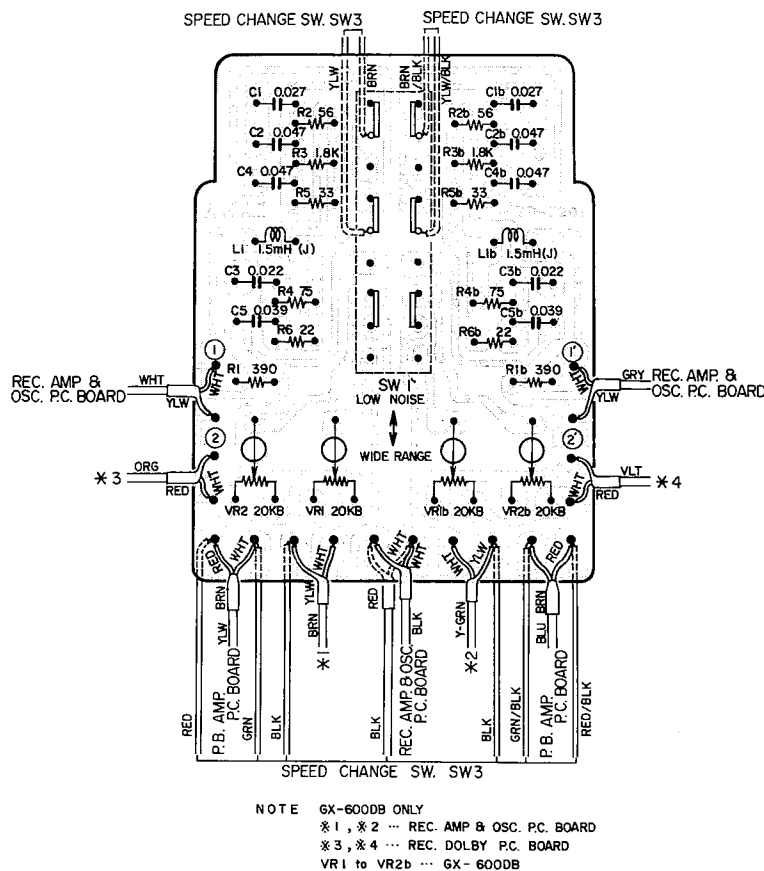 SPEED CHANGE SW. SW3
SPEED CHANGE SW. SW3
YLW
BRN
BRN/BLK
YLW/BLK
C1 0.027
R2 56
C2 0.047
R3 1.8K
C4 0.047
R5 33
L1 1.5mH(J)
C3 0.022
R4 75
C5 0.039
R6 22
R1 390
C1b 0.027
R2b 56
C2b 0.047
R3b 1.8K
C4b 0.047
R5b 33
L1b 1.5mH(J)
C3b 0.022
R4b 75
C5b 0.039
R6b 22
R1b 390
SW 1
LOW NOISE
WIDE RANGE
1
WHT
REC. AMP. &
OSC. P.C. BOARD
WHT
YLW
2
※3
ORG
RED
WHT
1'
WHT
GRY
YLW
REC. AMP. &
OSC. P.C. BOARD
2'
WHT
VLT
RED
※4
VR2 20KB
VR1 20KB
VR1b 20KB
VR2b 20KB
RED
WHT
BRN
YLW
P.B. AMP.
P.C. BOARD
RED
GRN
BLK
YLW
WHT
BRN
※1
RED
WHT
WHT
BLK
BLK
REC. AMP. & OSC.
P.C. BOARD
WHT
YLW
Y-GRN
※2
BLK
GRN/BLK
RED
BRN
BLU
P.B. AMP.
P.C. BOARD
RED/BLK
SPEED CHANGE SW. SW3
NOTE GX-600DB ONLY
※1, ※2 ··· REC. AMP & OSC. P.C. BOARD
※3, ※4 ··· REC. DOLBY P.C. BOARD
VR1 to VR2b ··· GX-600DB